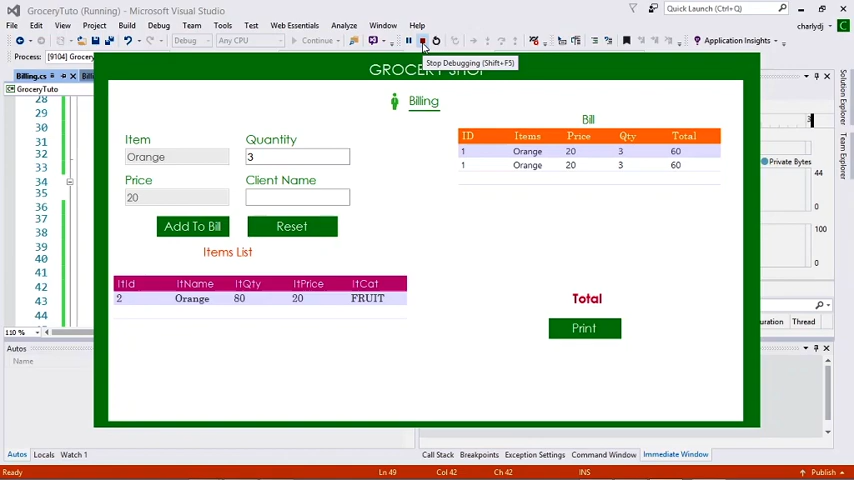 GroceryTuto (Running) - Microsoft Visual Studio
Quick Launch (Ctrl+Q)
File Edit View Project Build Debug Team Tools Test Web Essentials Analyze Window Help
charlydj
Debug Any CPU Continue Application Insights
Process: [9104] Grocery
Stop Debugging (Shift+F5)
Billing.cs
GroceryTuto
GROCERY SHOP
Billing
Item Quantity
Orange 3
Price Client Name
20
Add To Bill Reset
Items List
ItId ItName ItQty ItPrice ItCat
2 Orange 80 20 FRUIT
Bill
ID Items Price Qty Total
1 Orange 20 3 60
1 Orange 20 3 60
Total
Print
28
29
30
31
32
33
34
35
36
37
38
39
40
41
42
43
44
110 %
Private Bytes
44
0
100
0
Solution Explorer
Team Explorer
Duration Thread
Autos
Name
Autos Locals Watch 1
Call Stack Breakpoints Exception Settings Command Window Immediate Window
Ready Ln 49 Col 42 Ch 42 INS Publish